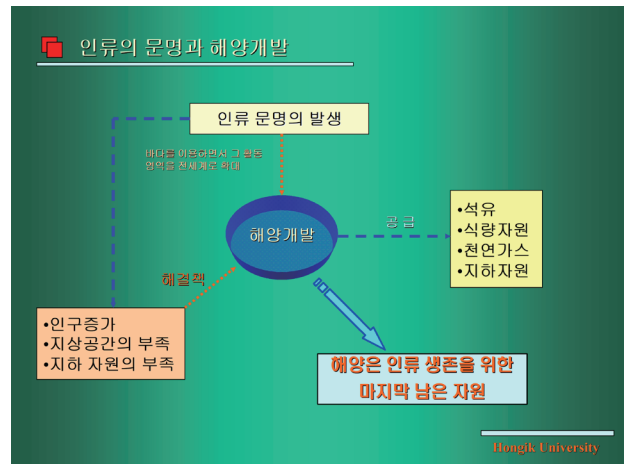 인류의 문명과 해양개발
인류 문명의 발생
바다를 이용하면서 그 활동
영역을 전세계로 확대
해양개발
공 급
•석유
•식량자원
•천연가스
•지하자원
해결책
•인구증가
•지상공간의 부족
•지하 자원의 부족
해양은 인류 생존을 위한
마지막 남은 자원
Hongik University